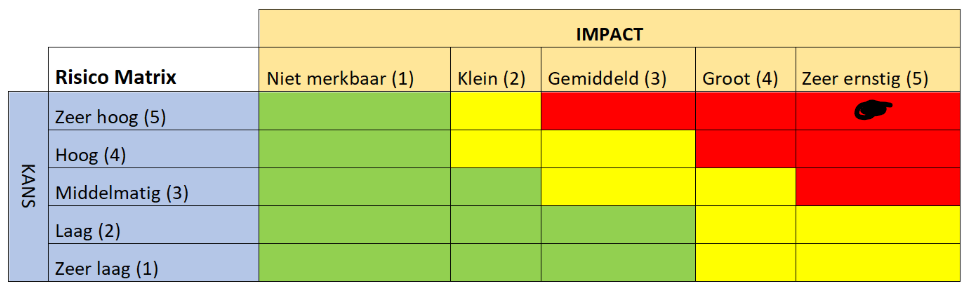 IMPACT
Risico Matrix
Niet merkbaar (1)
Klein (2)
Gemiddeld (3)
Groot (4)
Zeer ernstig (5)
KANS
Zeer hoog (5)
Hoog (4)
Middelmatig (3)
Laag (2)
Zeer laag (1)